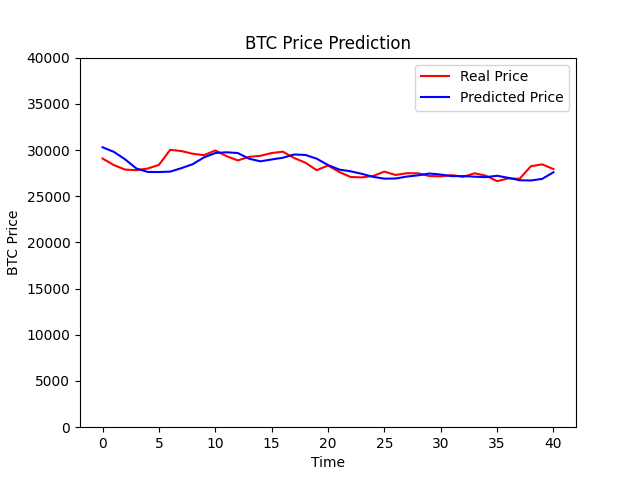 BTC Price Prediction
Real Price
Predicted Price
40000
35000
30000
25000
20000
15000
10000
5000
0
BTC Price
0 5 10 15 20 25 30 35 40
Time